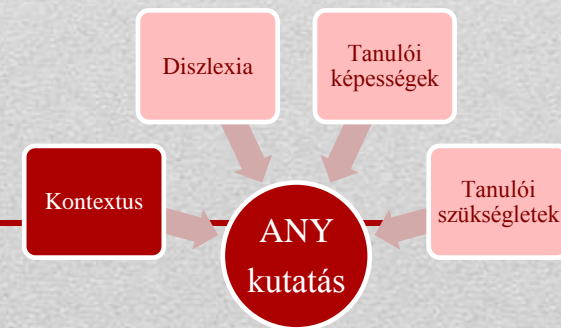 Diszlexia
Tanulói
képességek
Kontextus
Tanulói
szükségletek
ANY
kutatás